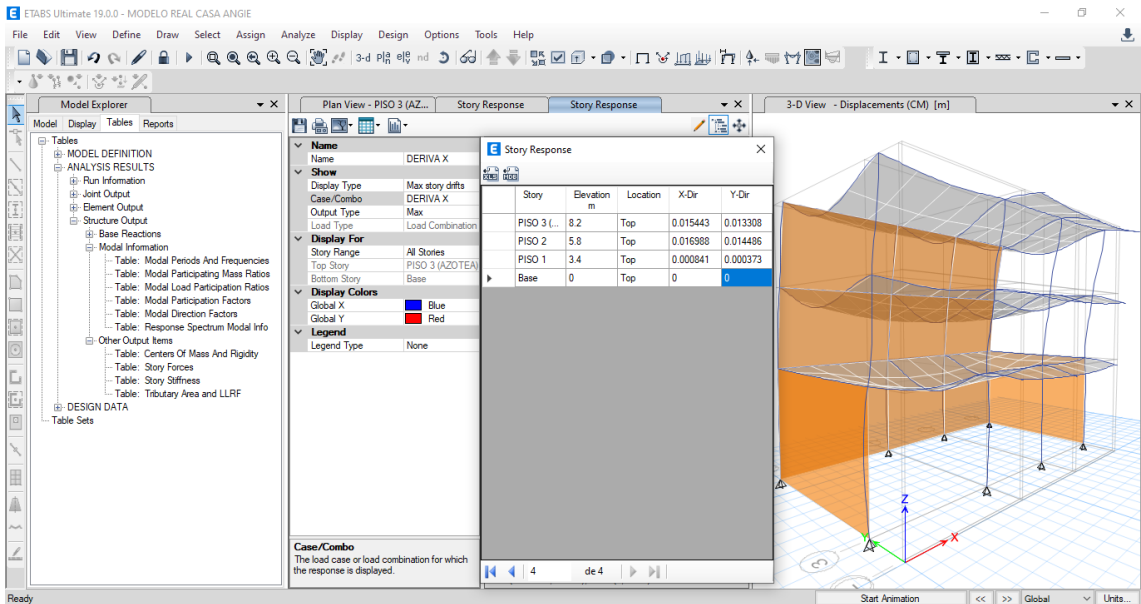 ETABS Ultimate 19.0.0 - MODELO REAL CASA ANGIE
File Edit View Define Draw Select Assign Analyze Display Design Options Tools Help
3-d plà elẹ nd
Model Explorer
Model Display Tables Reports
Tables
MODEL DEFINITION
ANALYSIS RESULTS
Run Information
Joint Output
Element Output
Structure Output
Base Reactions
Modal Information
Table: Modal Periods And Frequencies
Table: Modal Participating Mass Ratios
Table: Modal Load Participation Ratios
Table: Modal Participation Factors
Table: Modal Direction Factors
Table: Response Spectrum Modal Info
Other Output Items
Table: Centers Of Mass And Rigidity
Table: Story Forces
Table: Story Stiffness
Table: Tributary Area and LLRF
DESIGN DATA
Table Sets
Plan View - PISO 3 (AZ... Story Response Story Response
Name
Name DERIVA X
Show
Display Type Max story drifts
Case/Combo DERIVA X
Output Type Max
Load Type Load Combination
Display For
Story Range All Stories
Top Story PISO 3 (AZOTEA)
Bottom Story Base
Display Colors
Global X Blue
Global Y Red
Legend
Legend Type None
Case/Combo
The load case or load combination for which
the response is displayed.
Story Response
XLS MDB
Story Elevation m Location X-Dir Y-Dir
PISO 3 (... 8.2 Top 0.015443 0.013308
PISO 2 5.8 Top 0.016988 0.014486
PISO 1 3.4 Top 0.000841 0.000373
Base 0 Top 0 0
4 de 4
3-D View - Displacements (CM) [m]
Z
X
Y
3
Ready
Start Animation << >> Global Units...